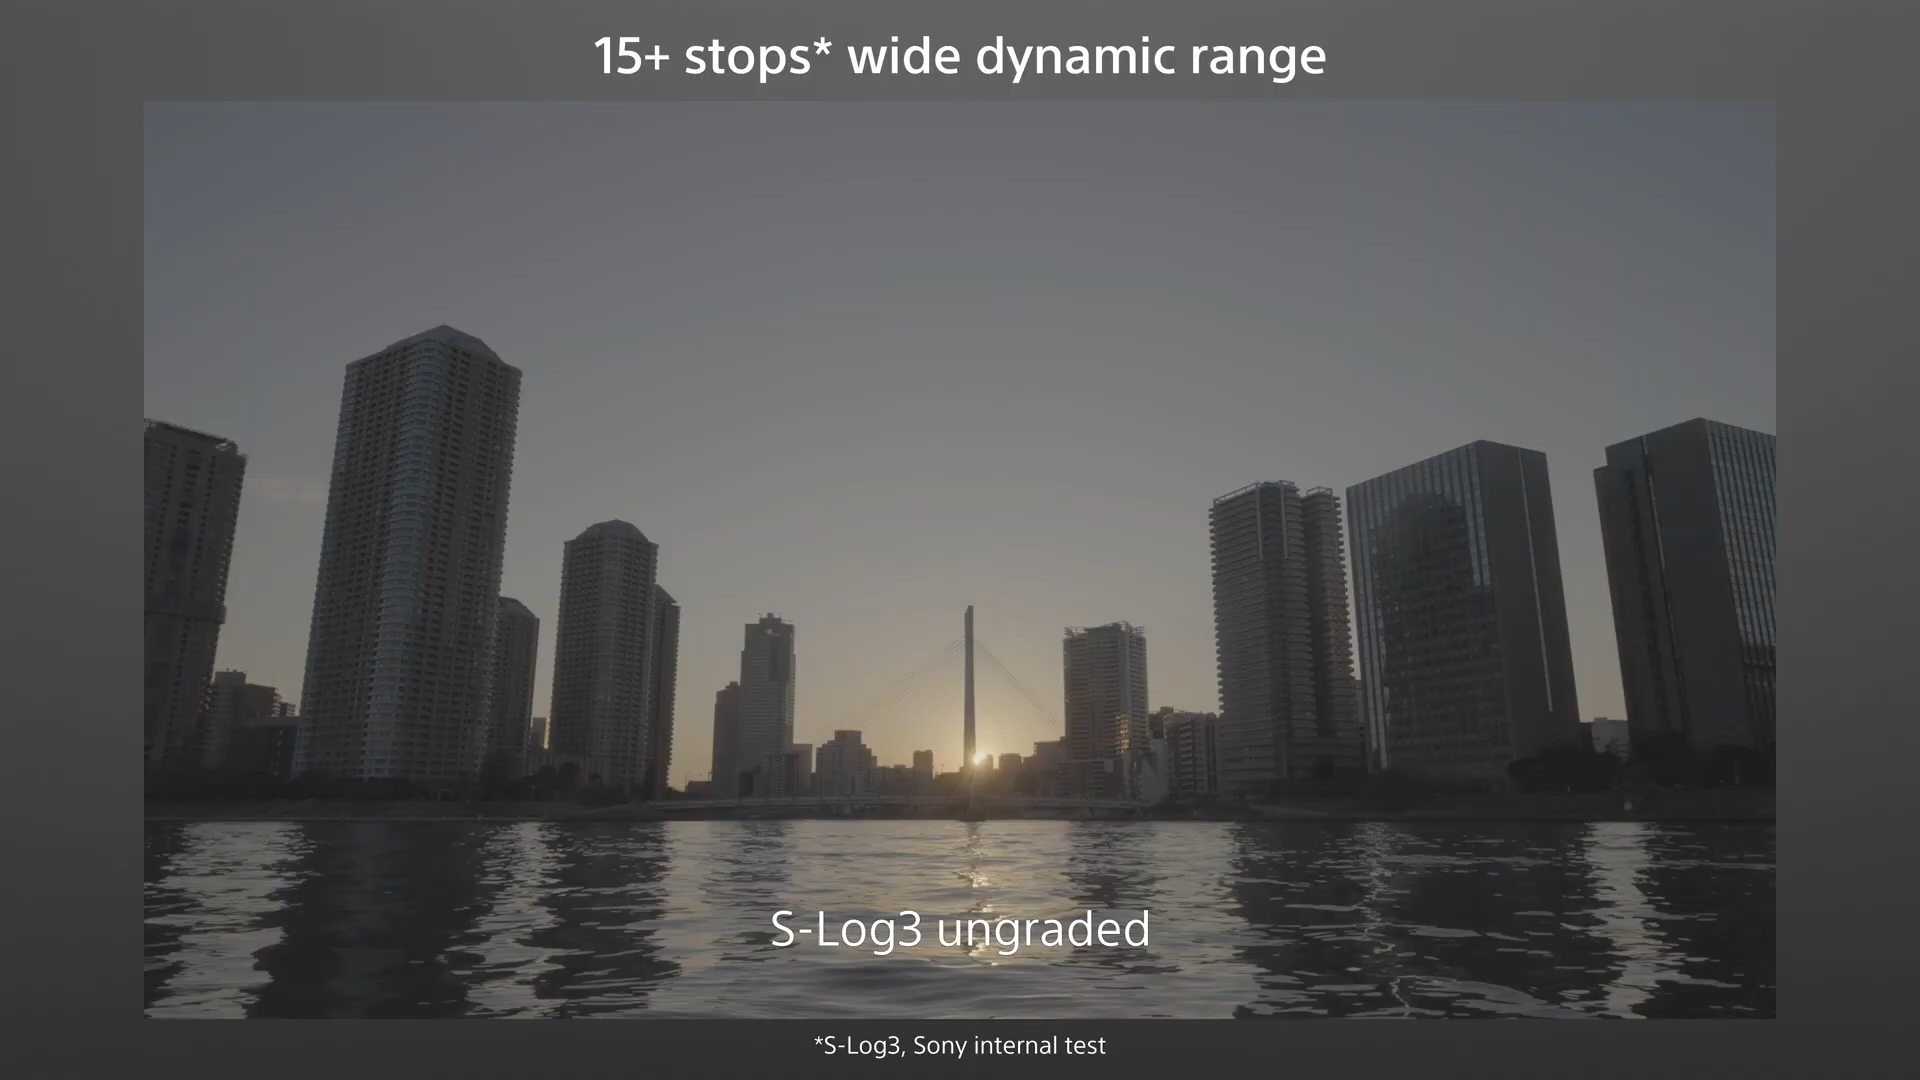 15+ stops* wide dynamic range
S-Log3 ungraded
*S-Log3, Sony internal test